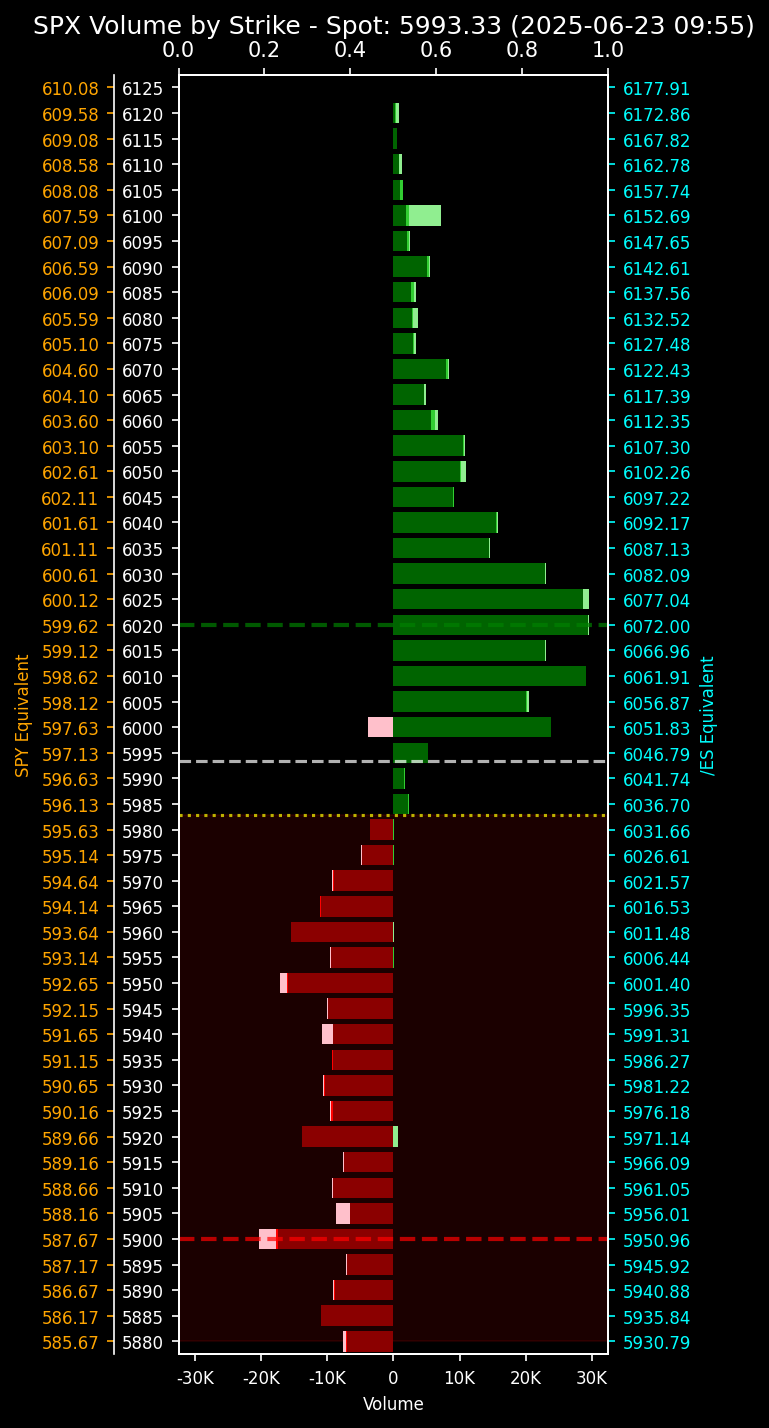 SPX Volume by Strike - Spot: 5993.33 (2025-06-23 09:55)
0.0 0.2 0.4 0.6 0.8 1.0
610.08 6125 6177.91
609.58 6120 6172.86
609.08 6115 6167.82
608.58 6110 6162.78
608.08 6105 6157.74
607.59 6100 6152.69
607.09 6095 6147.65
606.59 6090 6142.61
606.09 6085 6137.56
605.59 6080 6132.52
605.10 6075 6127.48
604.60 6070 6122.43
604.10 6065 6117.39
603.60 6060 6112.35
603.10 6055 6107.30
602.61 6050 6102.26
602.11 6045 6097.22
601.61 6040 6092.17
601.11 6035 6087.13
600.61 6030 6082.09
600.12 6025 6077.04
599.62 6020 6072.00
599.12 6015 6066.96
598.62 6010 6061.91
598.12 6005 6056.87
597.63 6000 6051.83
597.13 5995 6046.79
596.63 5990 6041.74
596.13 5985 6036.70
595.63 5980 6031.66
595.14 5975 6026.61
594.64 5970 6021.57
594.14 5965 6016.53
593.64 5960 6011.48
593.14 5955 6006.44
592.65 5950 6001.40
592.15 5945 5996.35
591.65 5940 5991.31
591.15 5935 5986.27
590.65 5930 5981.22
590.16 5925 5976.18
589.66 5920 5971.14
589.16 5915 5966.09
588.66 5910 5961.05
588.16 5905 5956.01
587.67 5900 5950.96
587.17 5895 5945.92
586.67 5890 5940.88
586.17 5885 5935.84
585.67 5880 5930.79
SPY Equivalent
/ES Equivalent
-30K -20K -10K 0 10K 20K 30K
Volume